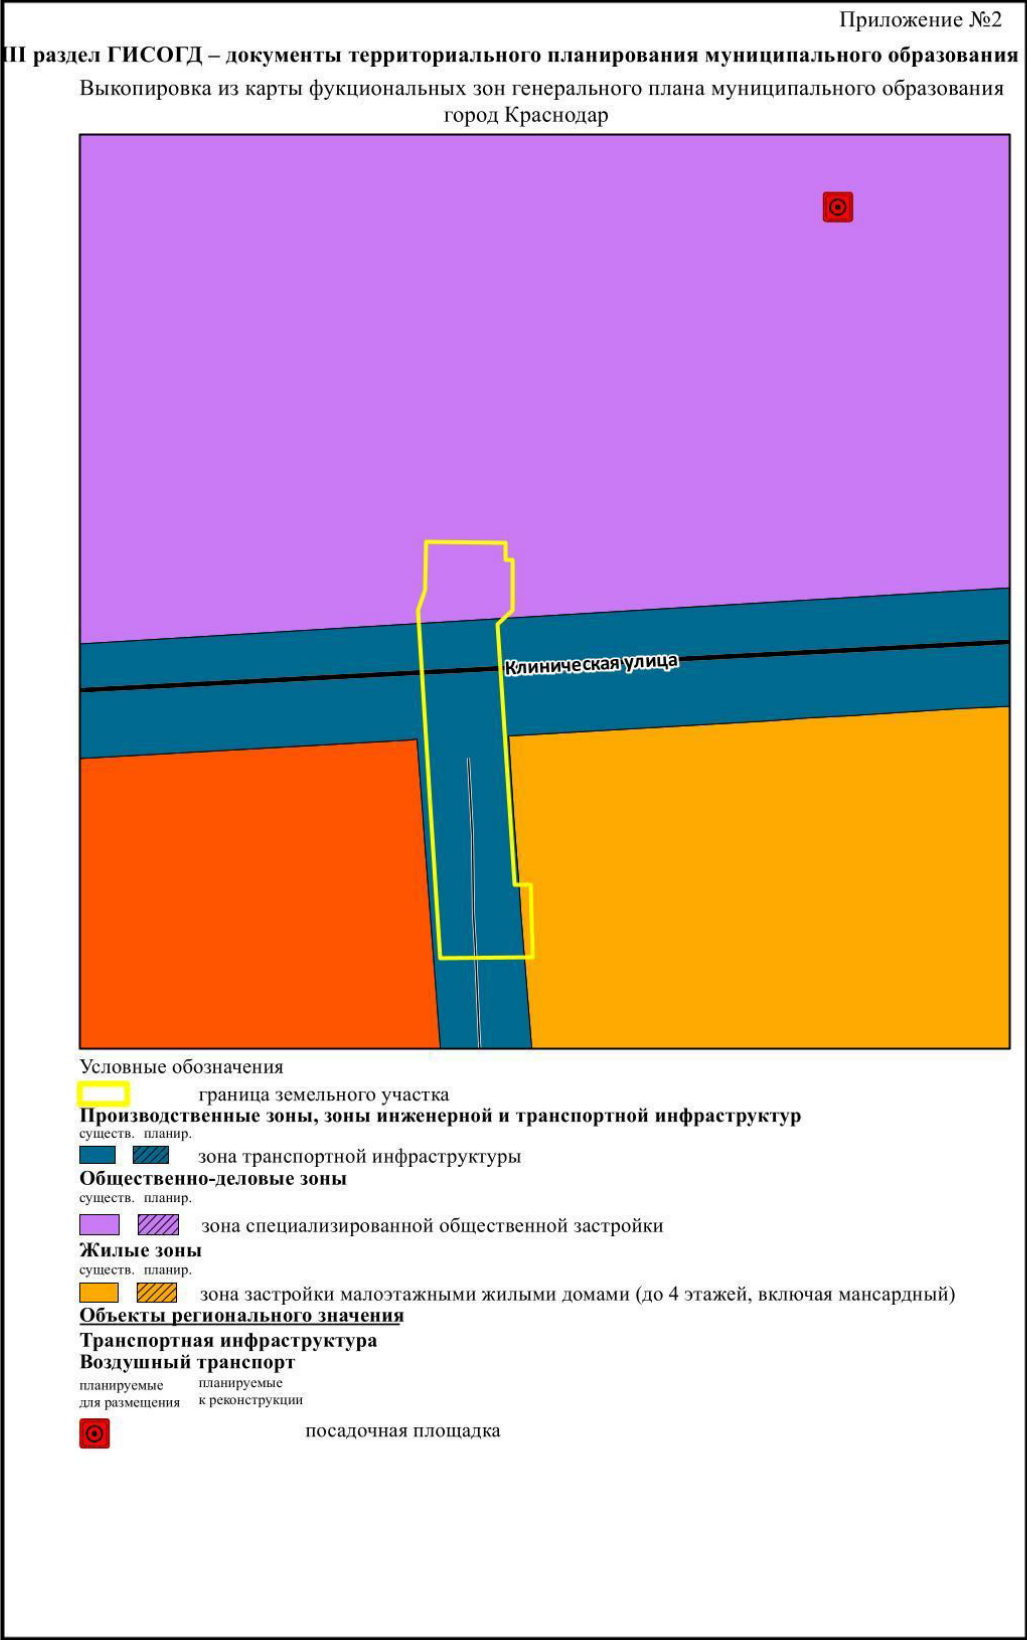 Приложение №2
III раздел ГИСОГД – документы территориального планирования муниципального образования
Выкопировка из карты фукциональных зон генерального плана муниципального образования
город Краснодар
Клиническая улица
Условные обозначения
граница земельного участка
Производственные зоны, зоны инженерной и транспортной инфраструктур
существ. планир.
зона транспортной инфраструктуры
Общественно-деловые зоны
существ. планир.
зона специализированной общественной застройки
Жилые зоны
существ. планир.
зона застройки малоэтажными жилыми домами (до 4 этажей, включая мансардный)
Объекты регионального значения
Транспортная инфраструктура
Воздушный транспорт
планируемые планируемые
для размещения к реконструкции
посадочная площадка